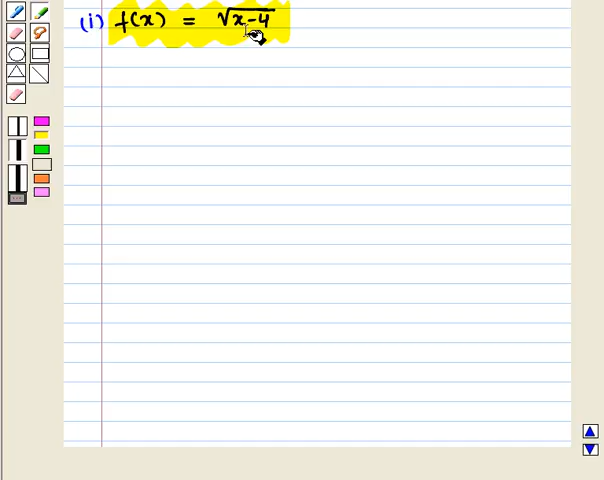 (i) f(x) = √x-4